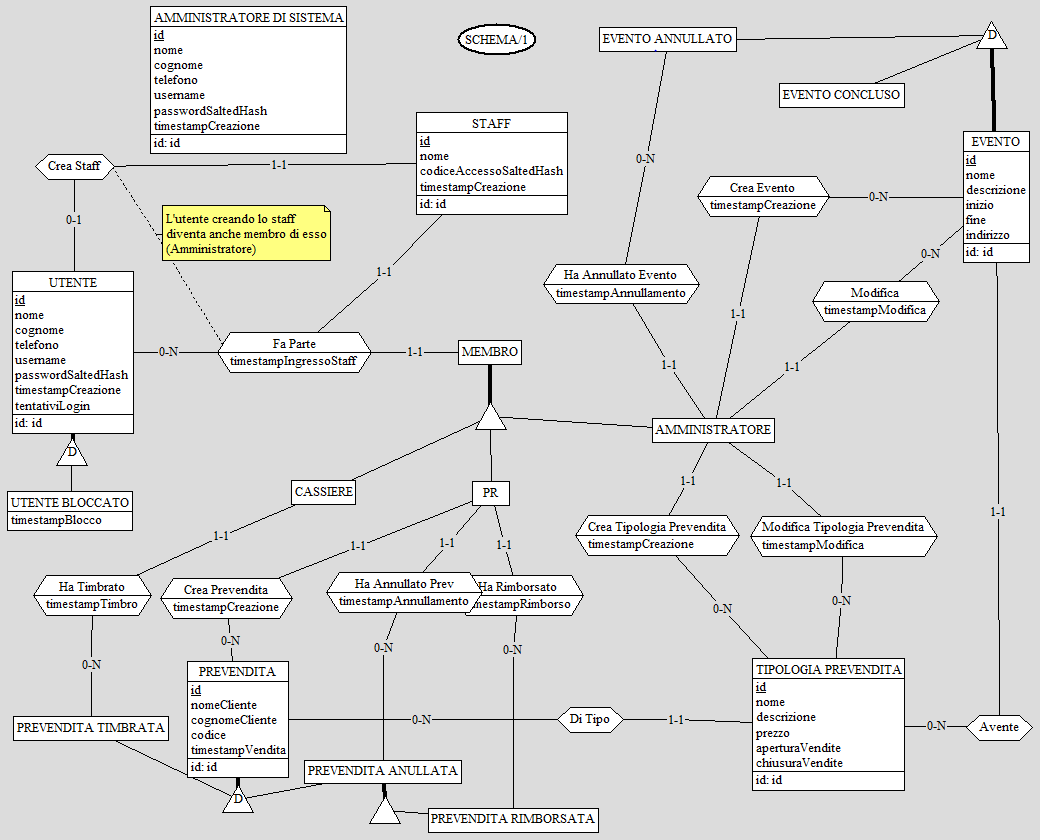 AMMINISTRATORE DI SISTEMA
id
nome
cognome
telefono
username
passwordSaltedHash
timestampCreazione
id: id
SCHEMA/1
EVENTO ANNULLATO
D
EVENTO CONCLUSO
STAFF
id
nome
codiceAccessoSaltedHash
timestampCreazione
id: id
EVENTO
id
nome
descrizione
inizio
fine
indirizzo
id: id
Crea Staff
1-1
0-1
0-N
L'utente creando lo staff
diventa anche membro di esso
(Amministratore)
Crea Evento
timestampCreazione
0-N
0-N
Ha Annullato Evento
timestampAnnullamento
Modifica
timestampModifica
1-1
1-1
1-1
1-1
UTENTE
id
nome
cognome
telefono
username
passwordSaltedHash
timestampCreazione
tentativiLogin
id: id
0-N
Fa Parte
timestampIngressoStaff
1-1
MEMBRO
AMMINISTRATORE
D
UTENTE BLOCCATO
timestampBlocco
CASSIERE
PR
1-1
1-1
1-1
1-1
1-1
1-1
1-1
Crea Tipologia Prevendita
timestampCreazione
Modifica Tipologia Prevendita
timestampModifica
Ha Timbrato
timestampTimbro
Crea Prevendita
timestampCreazione
Ha Annullato Prev
timestampAnnullamento
Ha Rimborsato
mestampRimborso
0-N
0-N
0-N
0-N
0-N
0-N
PREVENDITA
id
nomeCliente
cognomeCliente
codice
timestampVendita
id: id
PREVENDITA TIMBRATA
0-N
Di Tipo
1-1
TIPOLOGIA PREVENDITA
id
nome
descrizione
prezzo
aperturaVendite
chiusuraVendite
id: id
0-N
Avente
D
PREVENDITA ANULLATA
PREVENDITA RIMBORSATA